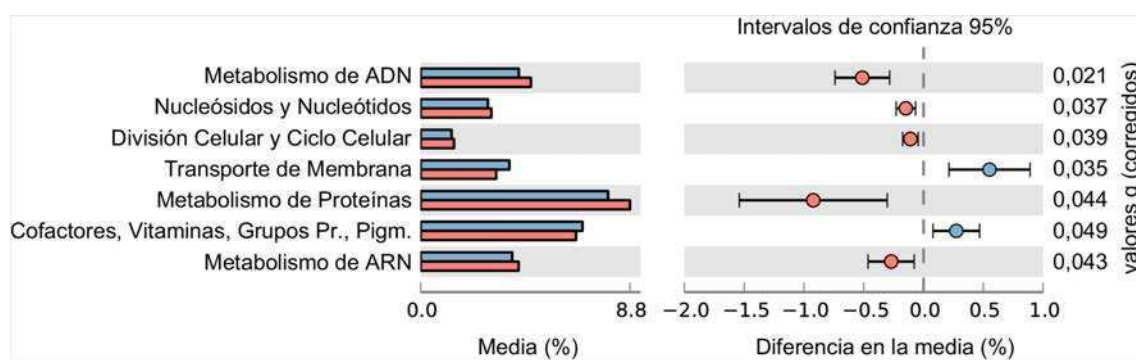 Intervalos de confianza 95%
Metabolismo de ADN 0,021
Nucleósidos y Nucleótidos 0,037
División Celular y Ciclo Celular 0,039
Transporte de Membrana 0,035
Metabolismo de Proteínas 0,044
Cofactores, Vitaminas, Grupos Pr., Pigm. 0,049
Metabolismo de ARN 0,043
valores q (corregidos)
0.0 8.8 −2.0 −1.5 −1.0 −0.5 0.0 0.5 1.0
Media (%) Diferencia en la media (%)